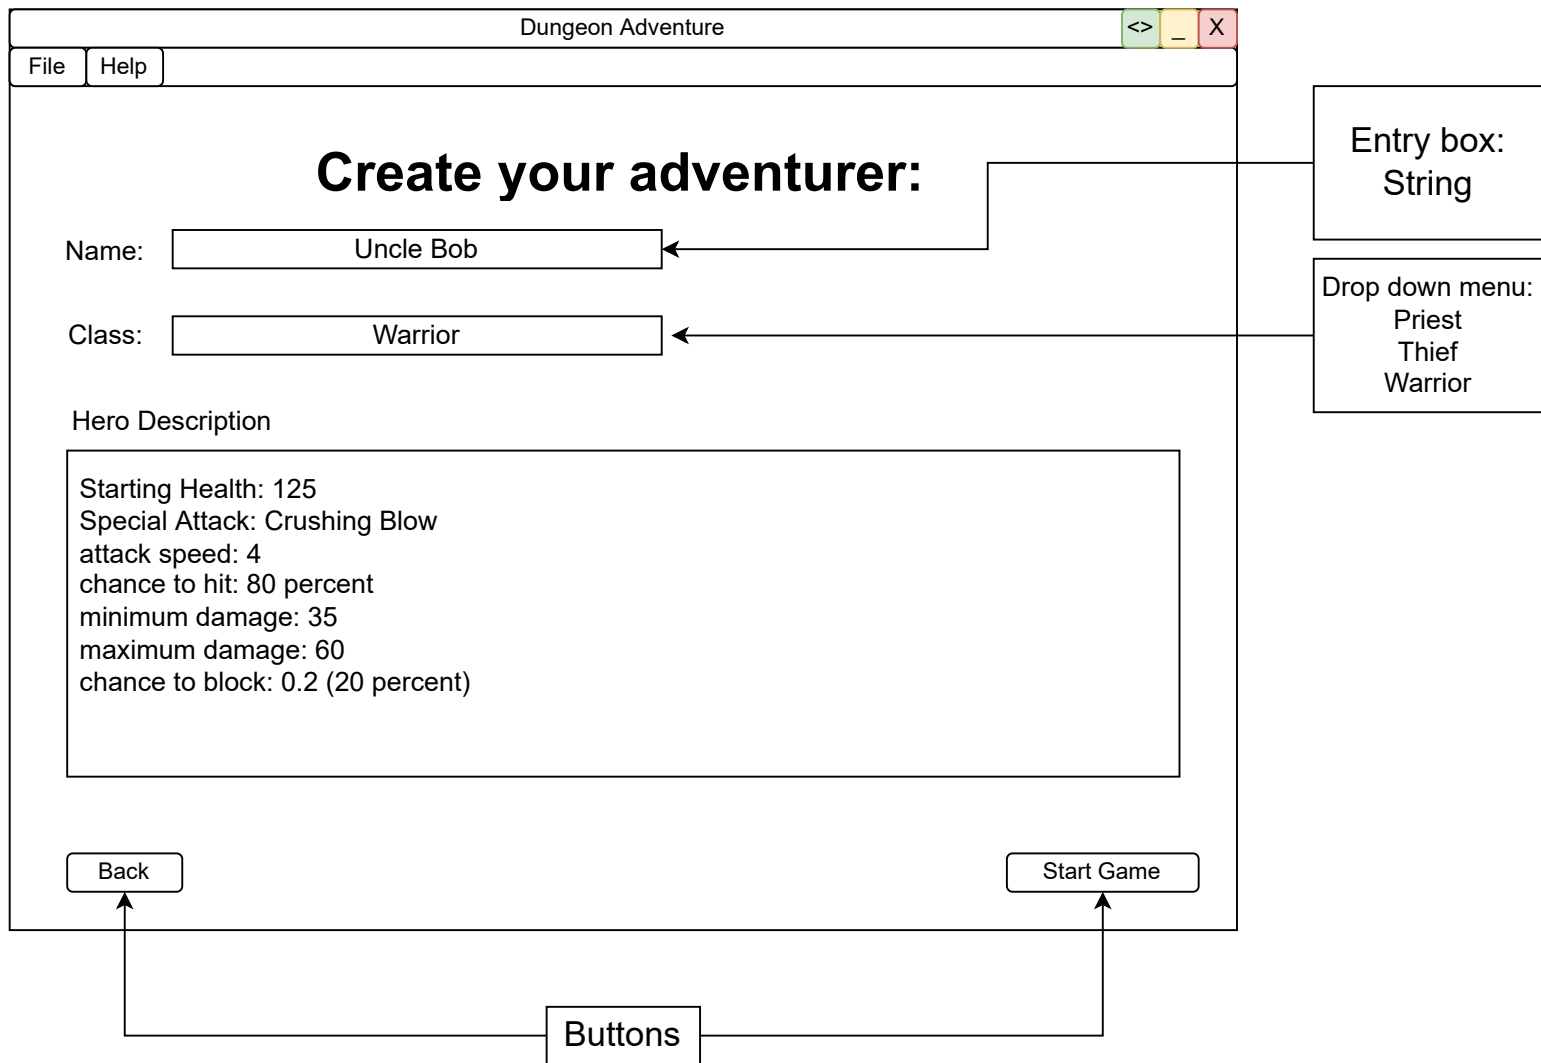 Dungeon Adventure
<> _ X
File Help
Create your adventurer:
Entry box:
String
Name: Uncle Bob
Drop down menu:
Priest
Thief
Warrior
Class: Warrior
Hero Description
Starting Health: 125
Special Attack: Crushing Blow
attack speed: 4
chance to hit: 80 percent
minimum damage: 35
maximum damage: 60
chance to block: 0.2 (20 percent)
Back
Start Game
Buttons